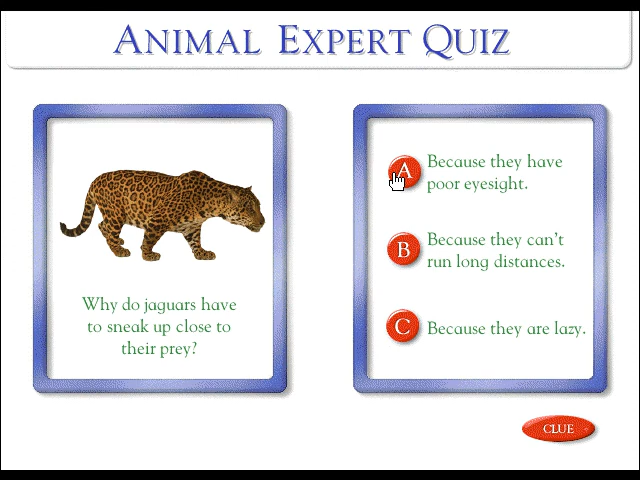 ANIMAL EXPERT QUIZ
Why do jaguars have
to sneak up close to
their prey?
A
Because they have
poor eyesight.
B
Because they can't
run long distances.
C
Because they are lazy.
CLUE